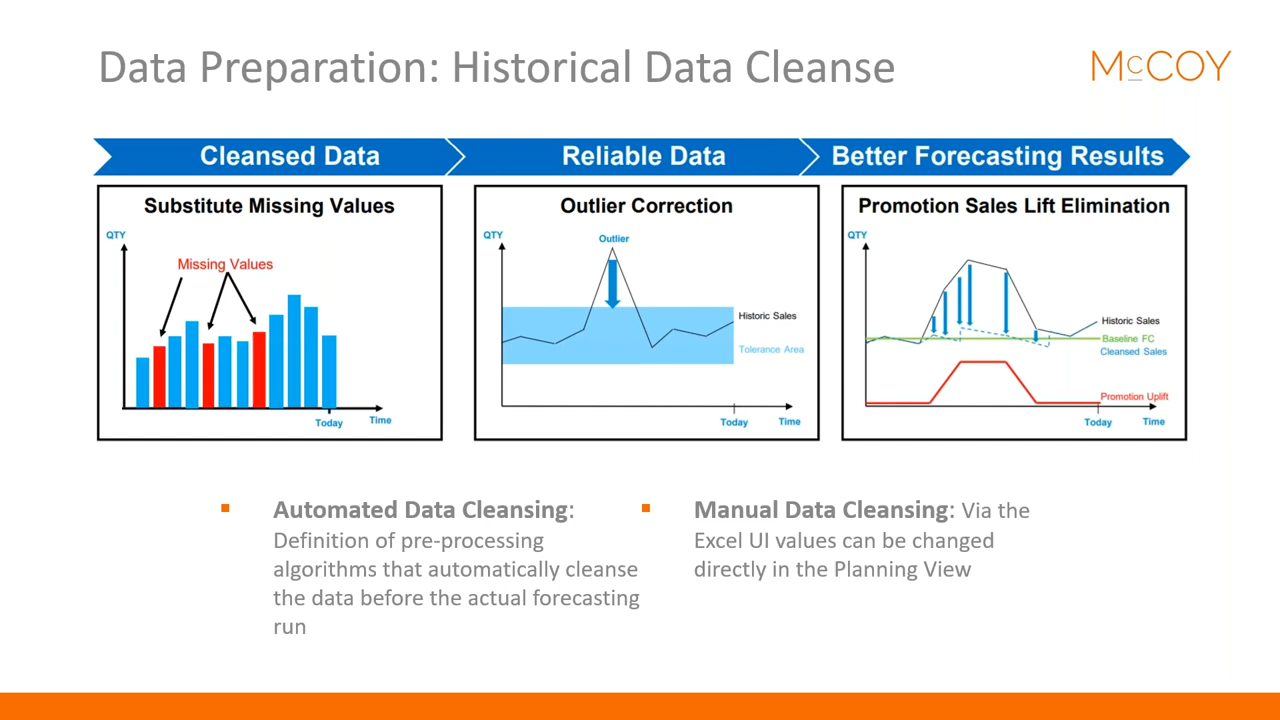 Data Preparation: Historical Data Cleanse
McCOY
Cleansed Data
Reliable Data
Better Forecasting Results
Substitute Missing Values
QTY
Missing Values
Today
Time
Outlier Correction
QTY
Outlier
Historic Sales
Tolerance Area
Today
Time
Promotion Sales Lift Elimination
QTY
Historic Sales
Baseline FC
Cleansed Sales
Promotion Uplift
Today
Time
▪ Automated Data Cleansing:
Definition of pre-processing
algorithms that automatically cleanse
the data before the actual forecasting
run
▪ Manual Data Cleansing: Via the
Excel UI values can be changed
directly in the Planning View